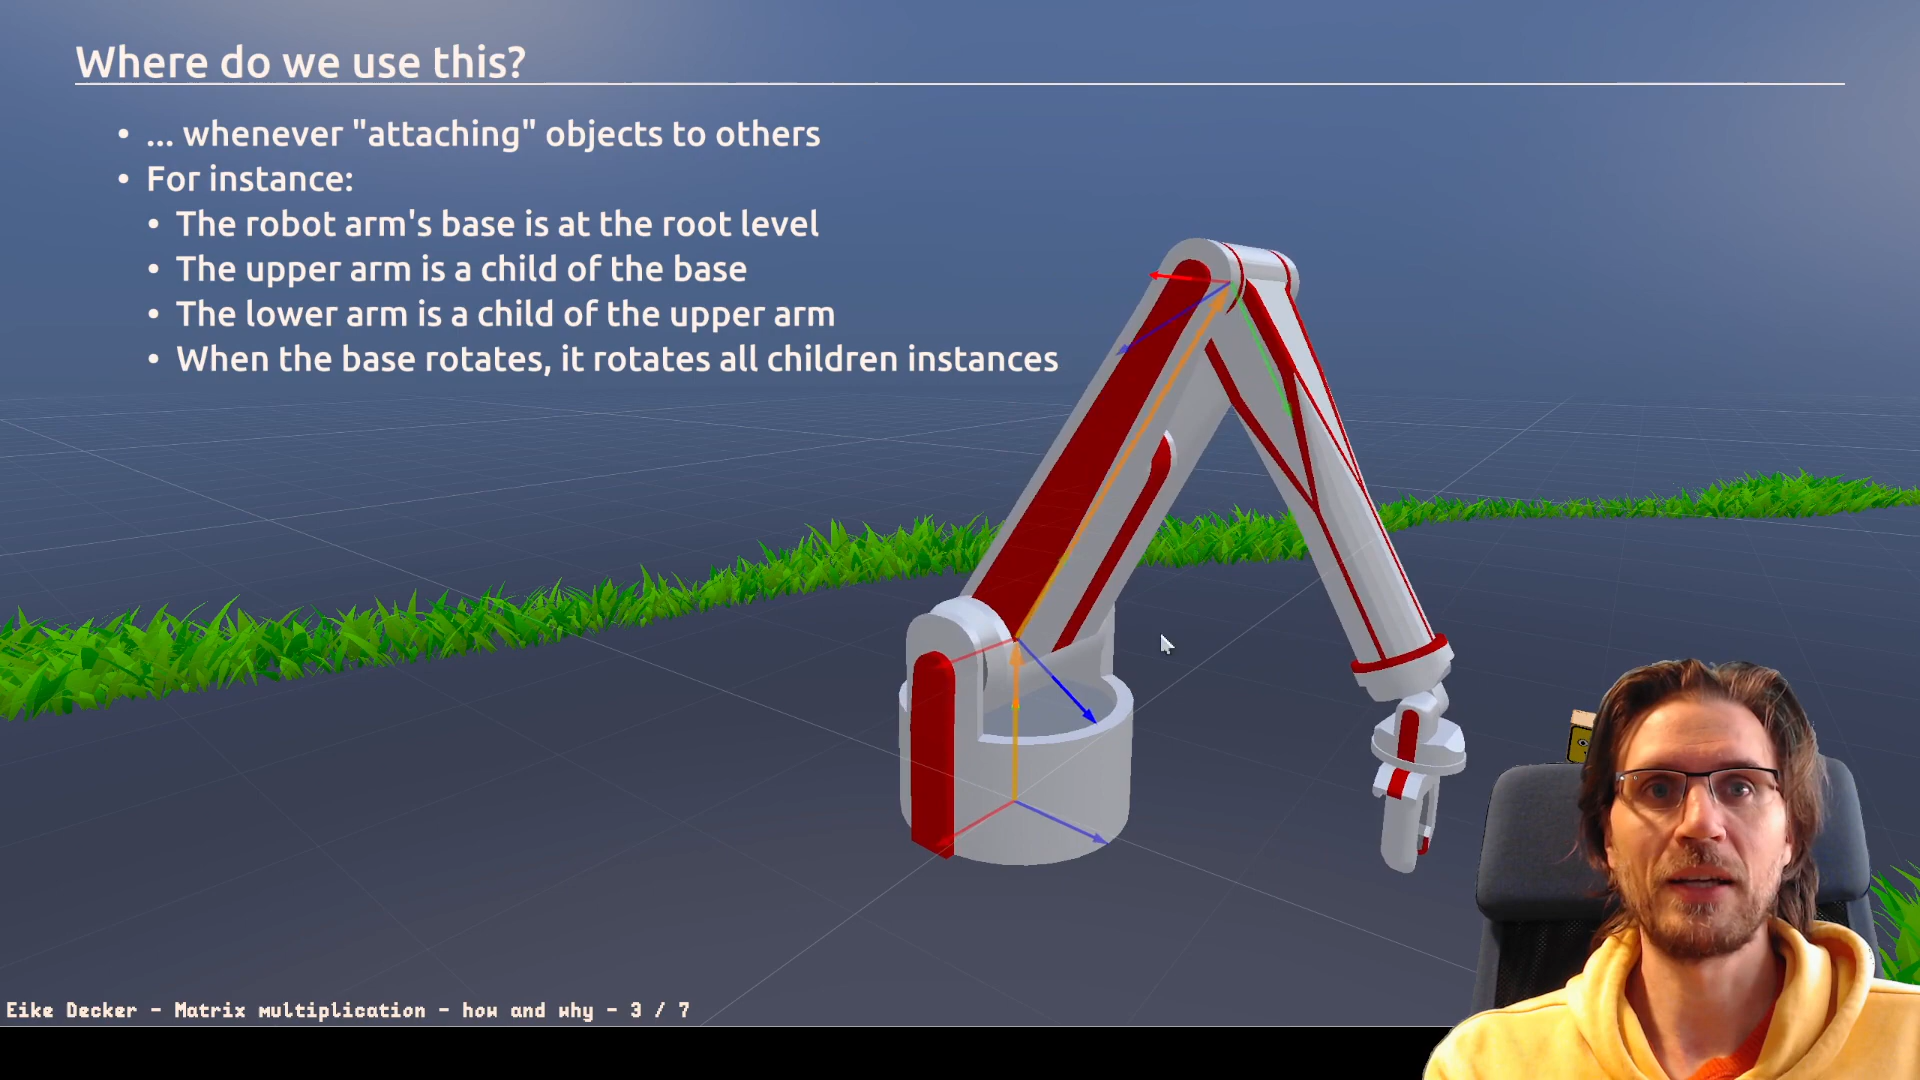 Where do we use this?
• ... whenever "attaching" objects to others
• For instance:
• The robot arm's base is at the root level
• The upper arm is a child of the base
• The lower arm is a child of the upper arm
• When the base rotates, it rotates all children instances
Eike Decker - Matrix multiplication - how and why - 3 / 7